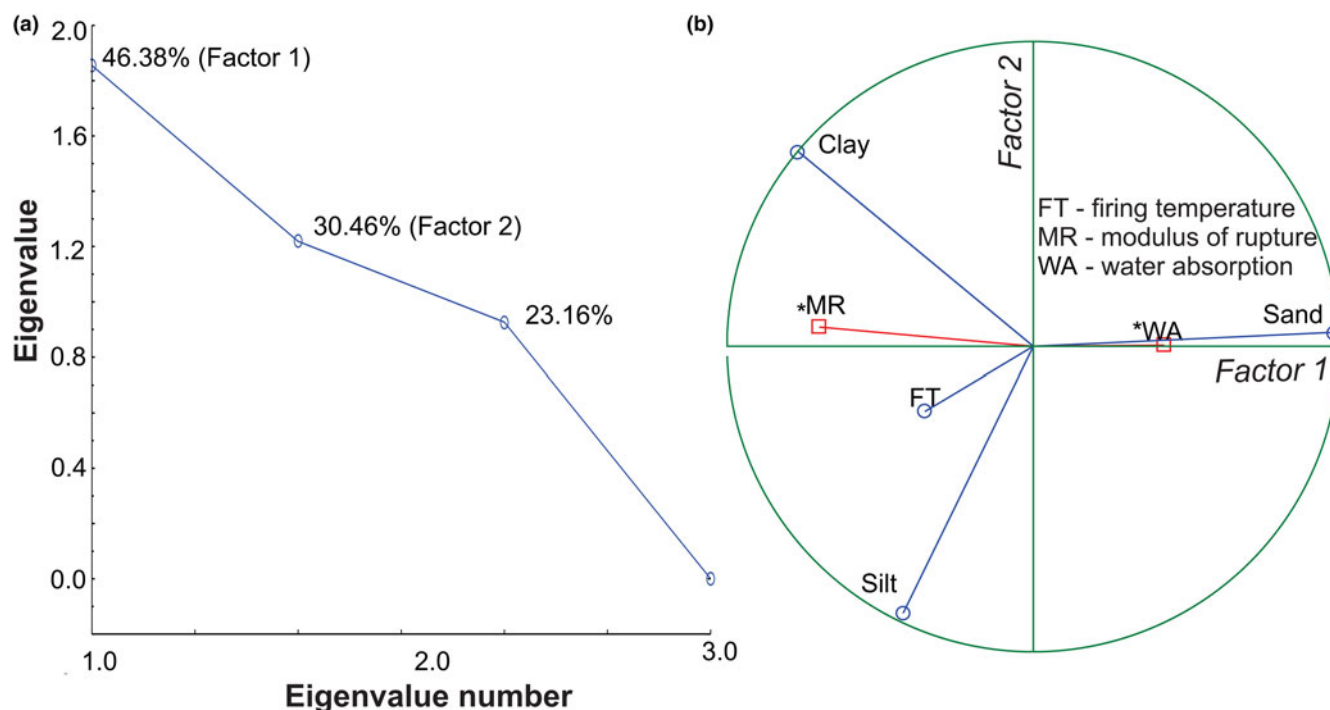 (a)
2.0
1.6
1.2
0.8
0.4
0.0
Eigenvalue
46.38% (Factor 1)
30.46% (Factor 2)
23.16%
1.0
2.0
3.0
Eigenvalue number
(b)
Factor 2
Clay
FT - firing temperature
MR - modulus of rupture
WA - water absorption
*MR
*WA
Sand
Factor 1
FT
Silt